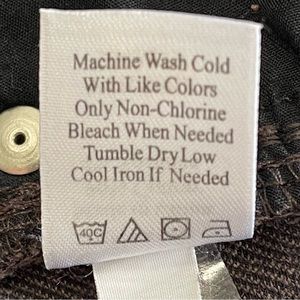 Machine Wash Cold
With Like Colors
Only Non-Chlorine
Bleach When Needed
Tumble Dry Low
Cool Iron If Needed
40C